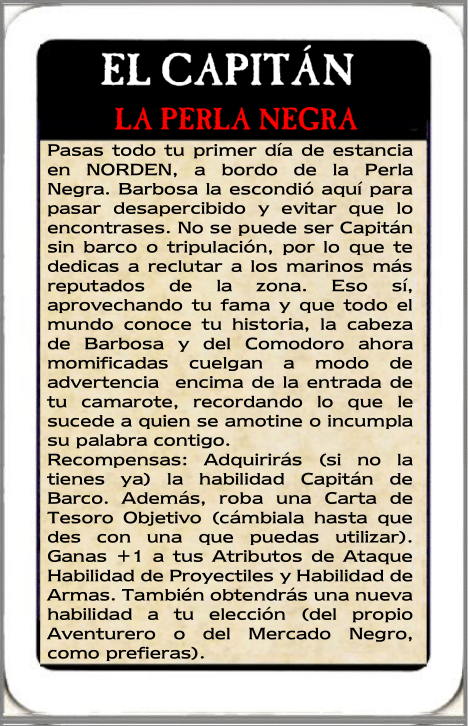 EL CAPITÁN
LA PERLA NEGRA
Pasas todo tu primer día de estancia
en NORDEN, a bordo de la Perla
Negra. Barbosa la escondió aquí para
pasar desapercibido y evitar que lo
encontrases. No se puede ser Capitán
sin barco o tripulación, por lo que te
dedicas a reclutar a los marinos más
reputados de la zona. Eso sí,
aprovechando tu fama y que todo el
mundo conoce tu historia, la cabeza
de Barbosa y del Comodoro ahora
momificadas cuelgan a modo de
advertencia encima de la entrada de
tu camarote, recordando lo que le
sucede a quien se amotine o incumpla
su palabra contigo.
Recompensas: Adquirirás (si no la
tienes ya) la habilidad Capitán de
Barco. Además, roba una Carta de
Tesoro Objetivo (cámbiala hasta que
des con una que puedas utilizar).
Ganas +1 a tus Atributos de Ataque
Habilidad de Proyectiles y Habilidad de
Armas. También obtendrás una nueva
habilidad a tu elección (del propio
Aventurero o del Mercado Negro,
como prefieras).